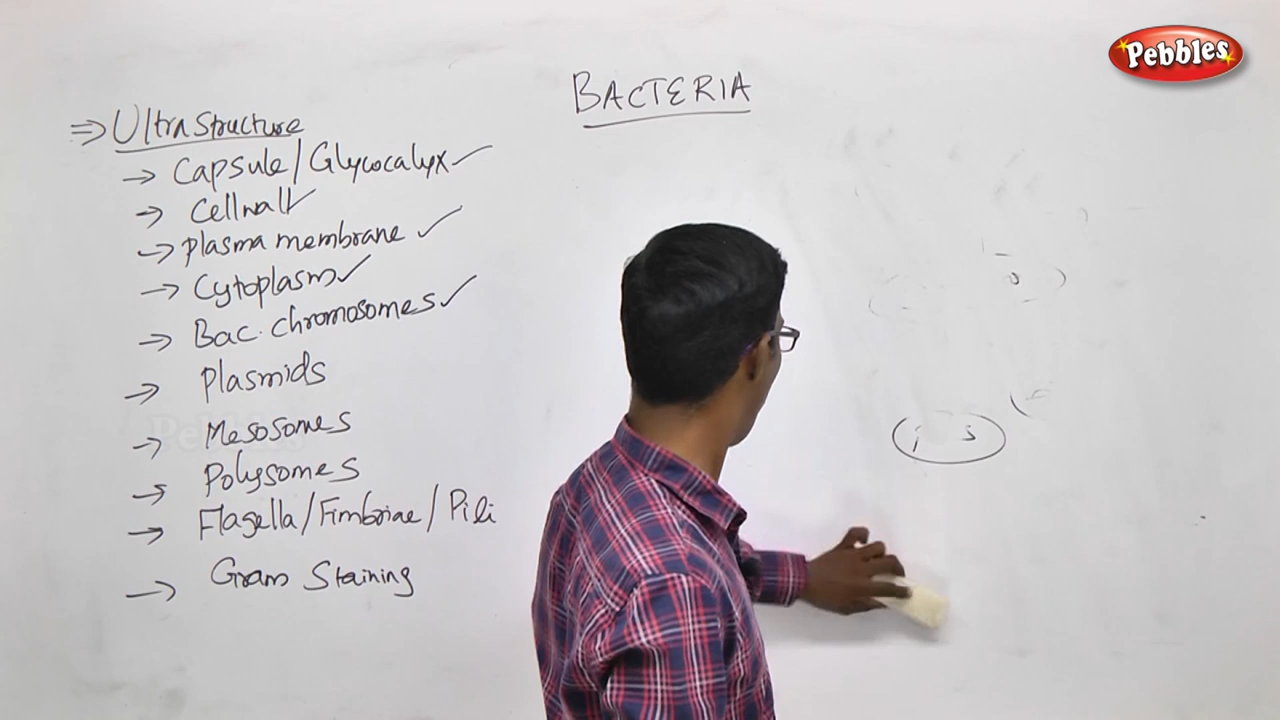 Pebbles
BACTERIA
⇒ Ultrastructure
→ Capsule/Glycocalyx ✓
→ Cellwall ✓
→ Plasma membrane ✓
→ Cytoplasm ✓
→ Bac. chromosomes ✓
→ Plasmids
→ Mesosomes
→ Polysomes
→ Flagella/Fimbriae/Pili
→ Gram Staining